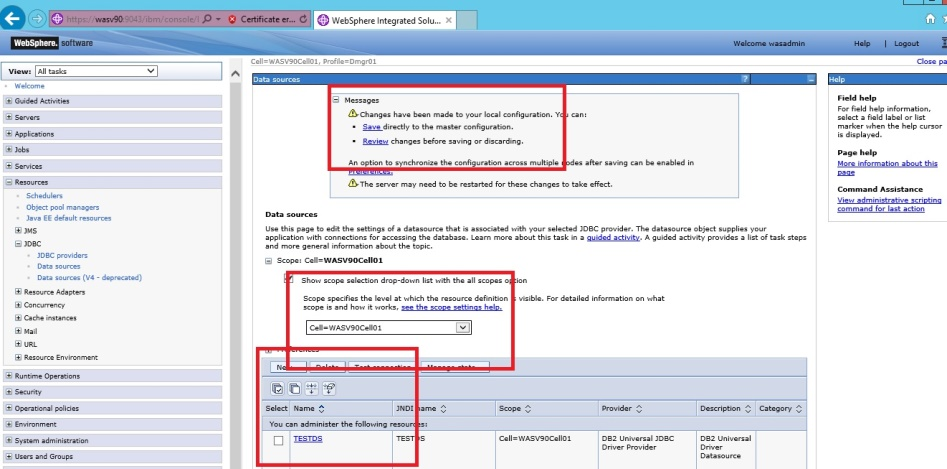 https://wasv90:9043/ibm/console/l
Certificate er...
WebSphere Integrated Solu...
WebSphere. software
Welcome wasadmin
Help | Logout
Cell=WASV90Cell01, Profile=Dmgr01
Close pa
View: All tasks
Welcome
Guided Activities
Servers
Applications
Jobs
Services
Resources
Schedulers
Object pool managers
Java EE default resources
JMS
JDBC
JDBC providers
Data sources
Data sources (V4 - deprecated)
Resource Adapters
Concurrency
Cache instances
Mail
URL
Resource Environment
Runtime Operations
Security
Operational policies
Environment
System administration
Users and Groups
Data sources ?
Messages
Changes have been made to your local configuration. You can:
Save directly to the master configuration.
Review changes before saving or discarding.
An option to synchronize the configuration across multiple nodes after saving can be enabled in
Preferences.
The server may need to be restarted for these changes to take effect.
Data sources
Use this page to edit the settings of a datasource that is associated with your selected JDBC provider. The datasource object supplies your
application with connections for accessing the database. Learn more about this task in a guided activity. A guided activity provides a list of task steps
and more general information about the topic.
Scope: Cell=WASV90Cell01
Show scope selection drop-down list with the all scopes option
Scope specifies the level at which the resource definition is visible. For detailed information on what
scope is and how it works, see the scope settings help.
Cell=WASV90Cell01
Preferences
New... Delete Test connection Manage state...
Select Name JNDI name Scope Provider Description Category
You can administer the following resources:
TESTDS TESTDS Cell=WASV90Cell01 DB2 Universal JDBC DB2 Universal
Driver Provider Driver
Datasource
Help
Field help
For field help information,
select a field label or list
marker when the help cursor
is displayed.
Page help
More information about this
page
Command Assistance
View administrative scripting
command for last action